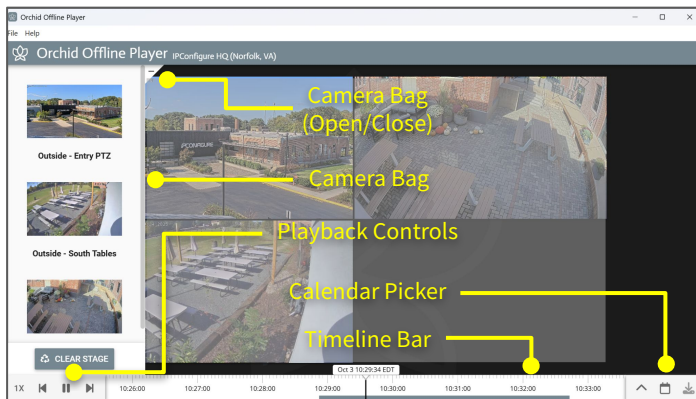 Orchid Offline Player
File Help
Orchid Offline Player IPConfigure HQ (Norfolk, VA)
Camera Bag
(Open/Close)
IPCONFIGURE
Outside - Entry PTZ
Camera Bag
Playback Controls
Outside - South Tables
Calendar Picker
Timeline Bar
CLEAR STAGE
Oct 3 10:29:34 EDT
1X 10:26:00 10:27:00 10:28:00 10:29:00 10:30:00 10:31:00 10:32:00 10:33:00